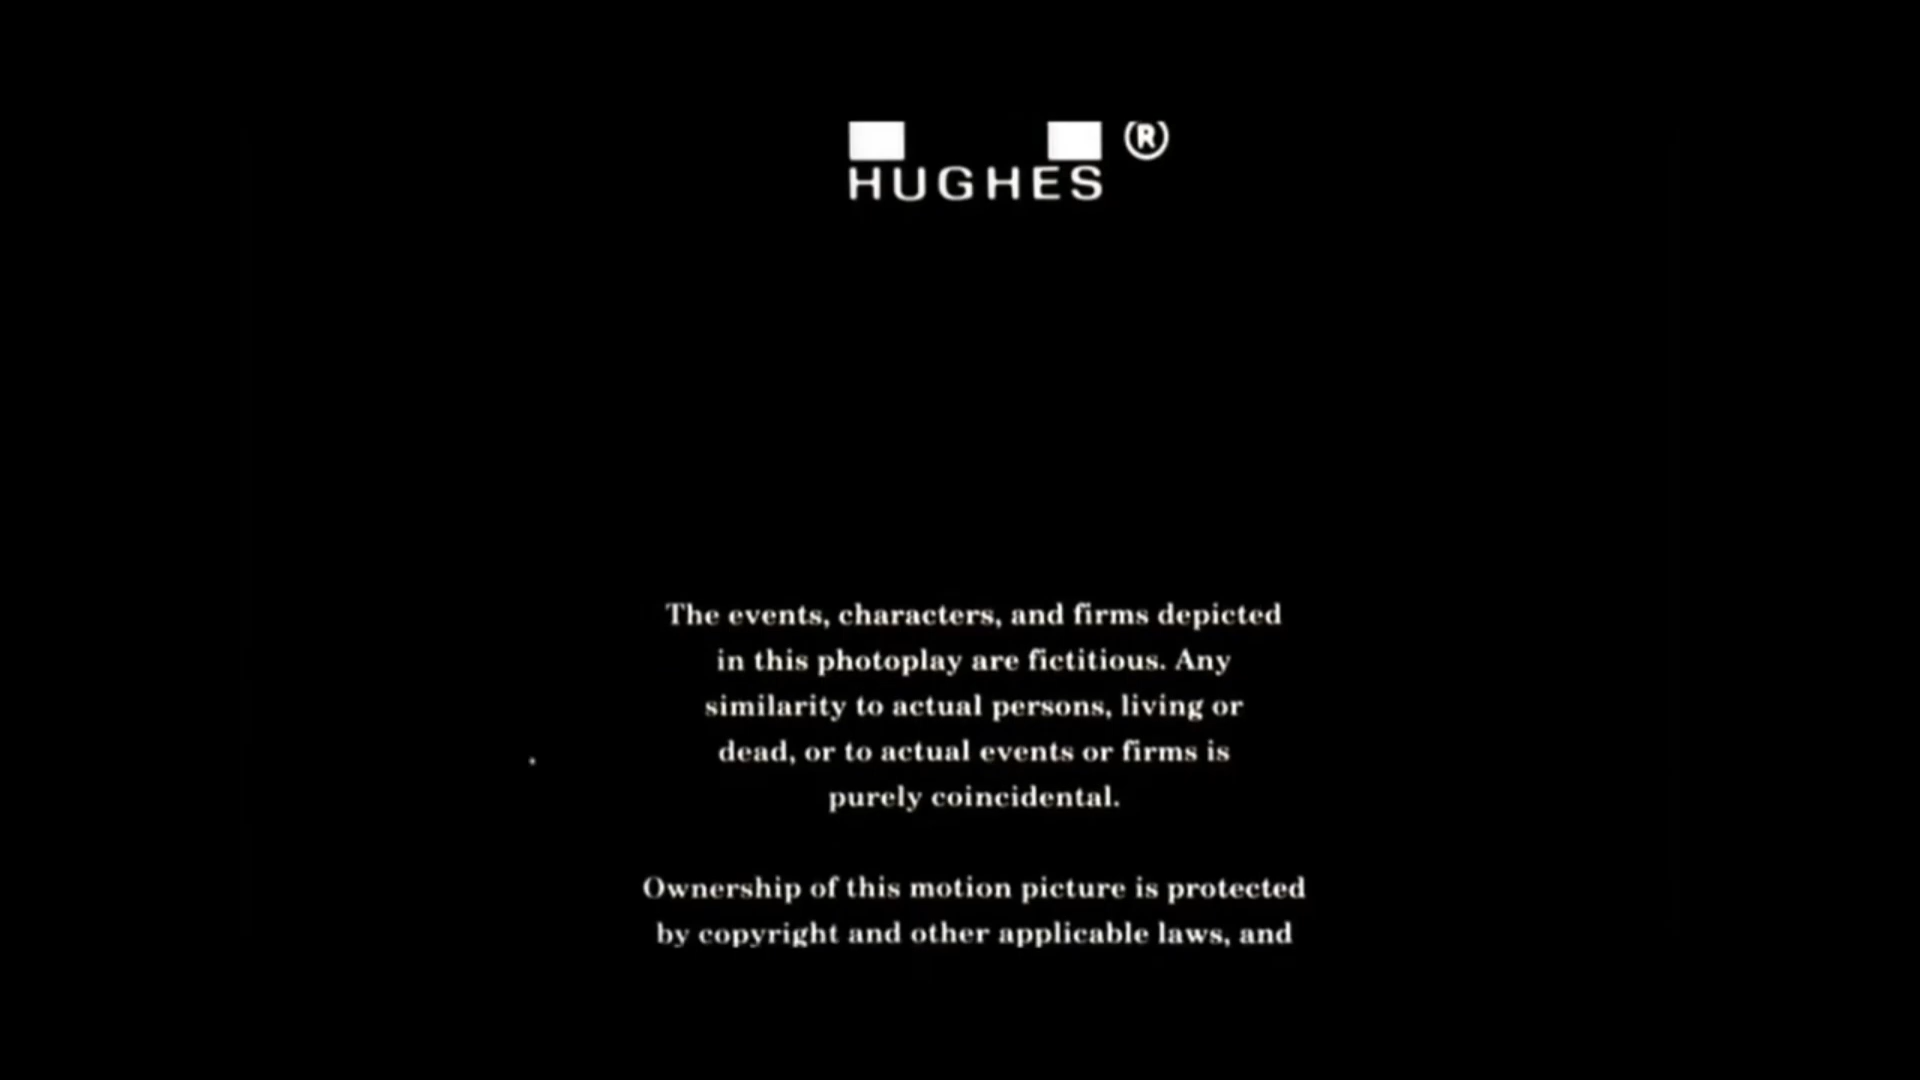 ®
HUGHES
The events, characters, and firms depicted
in this photoplay are fictitious. Any
similarity to actual persons, living or
dead, or to actual events or firms is
purely coincidental.
Ownership of this motion picture is protected
by copyright and other applicable laws, and